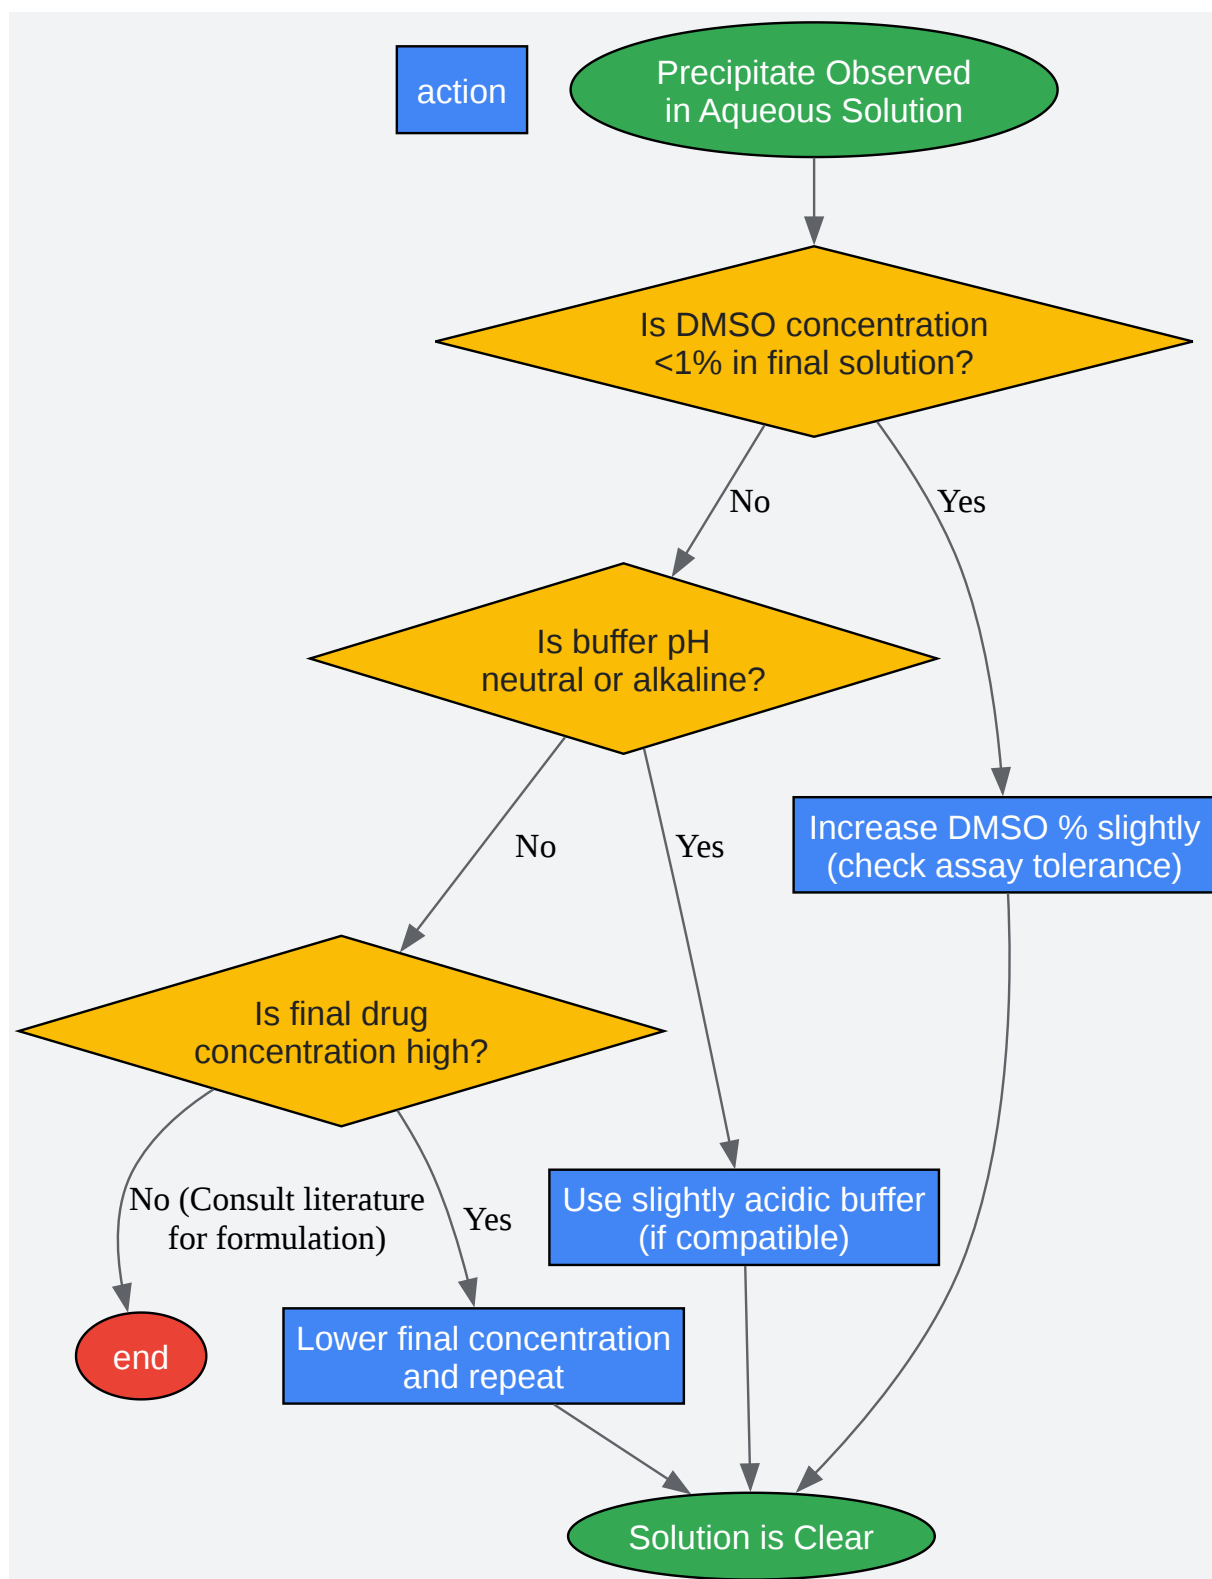 action
Precipitate Observed
in Aqueous Solution
Is DMSO concentration
<1% in final solution?
No
Yes
Is buffer pH
neutral or alkaline?
Increase DMSO % slightly
(check assay tolerance)
No
Yes
Is final drug
concentration high?
No (Consult literature
for formulation)
Yes
Use slightly acidic buffer
(if compatible)
end
Lower final concentration
and repeat
Solution is Clear